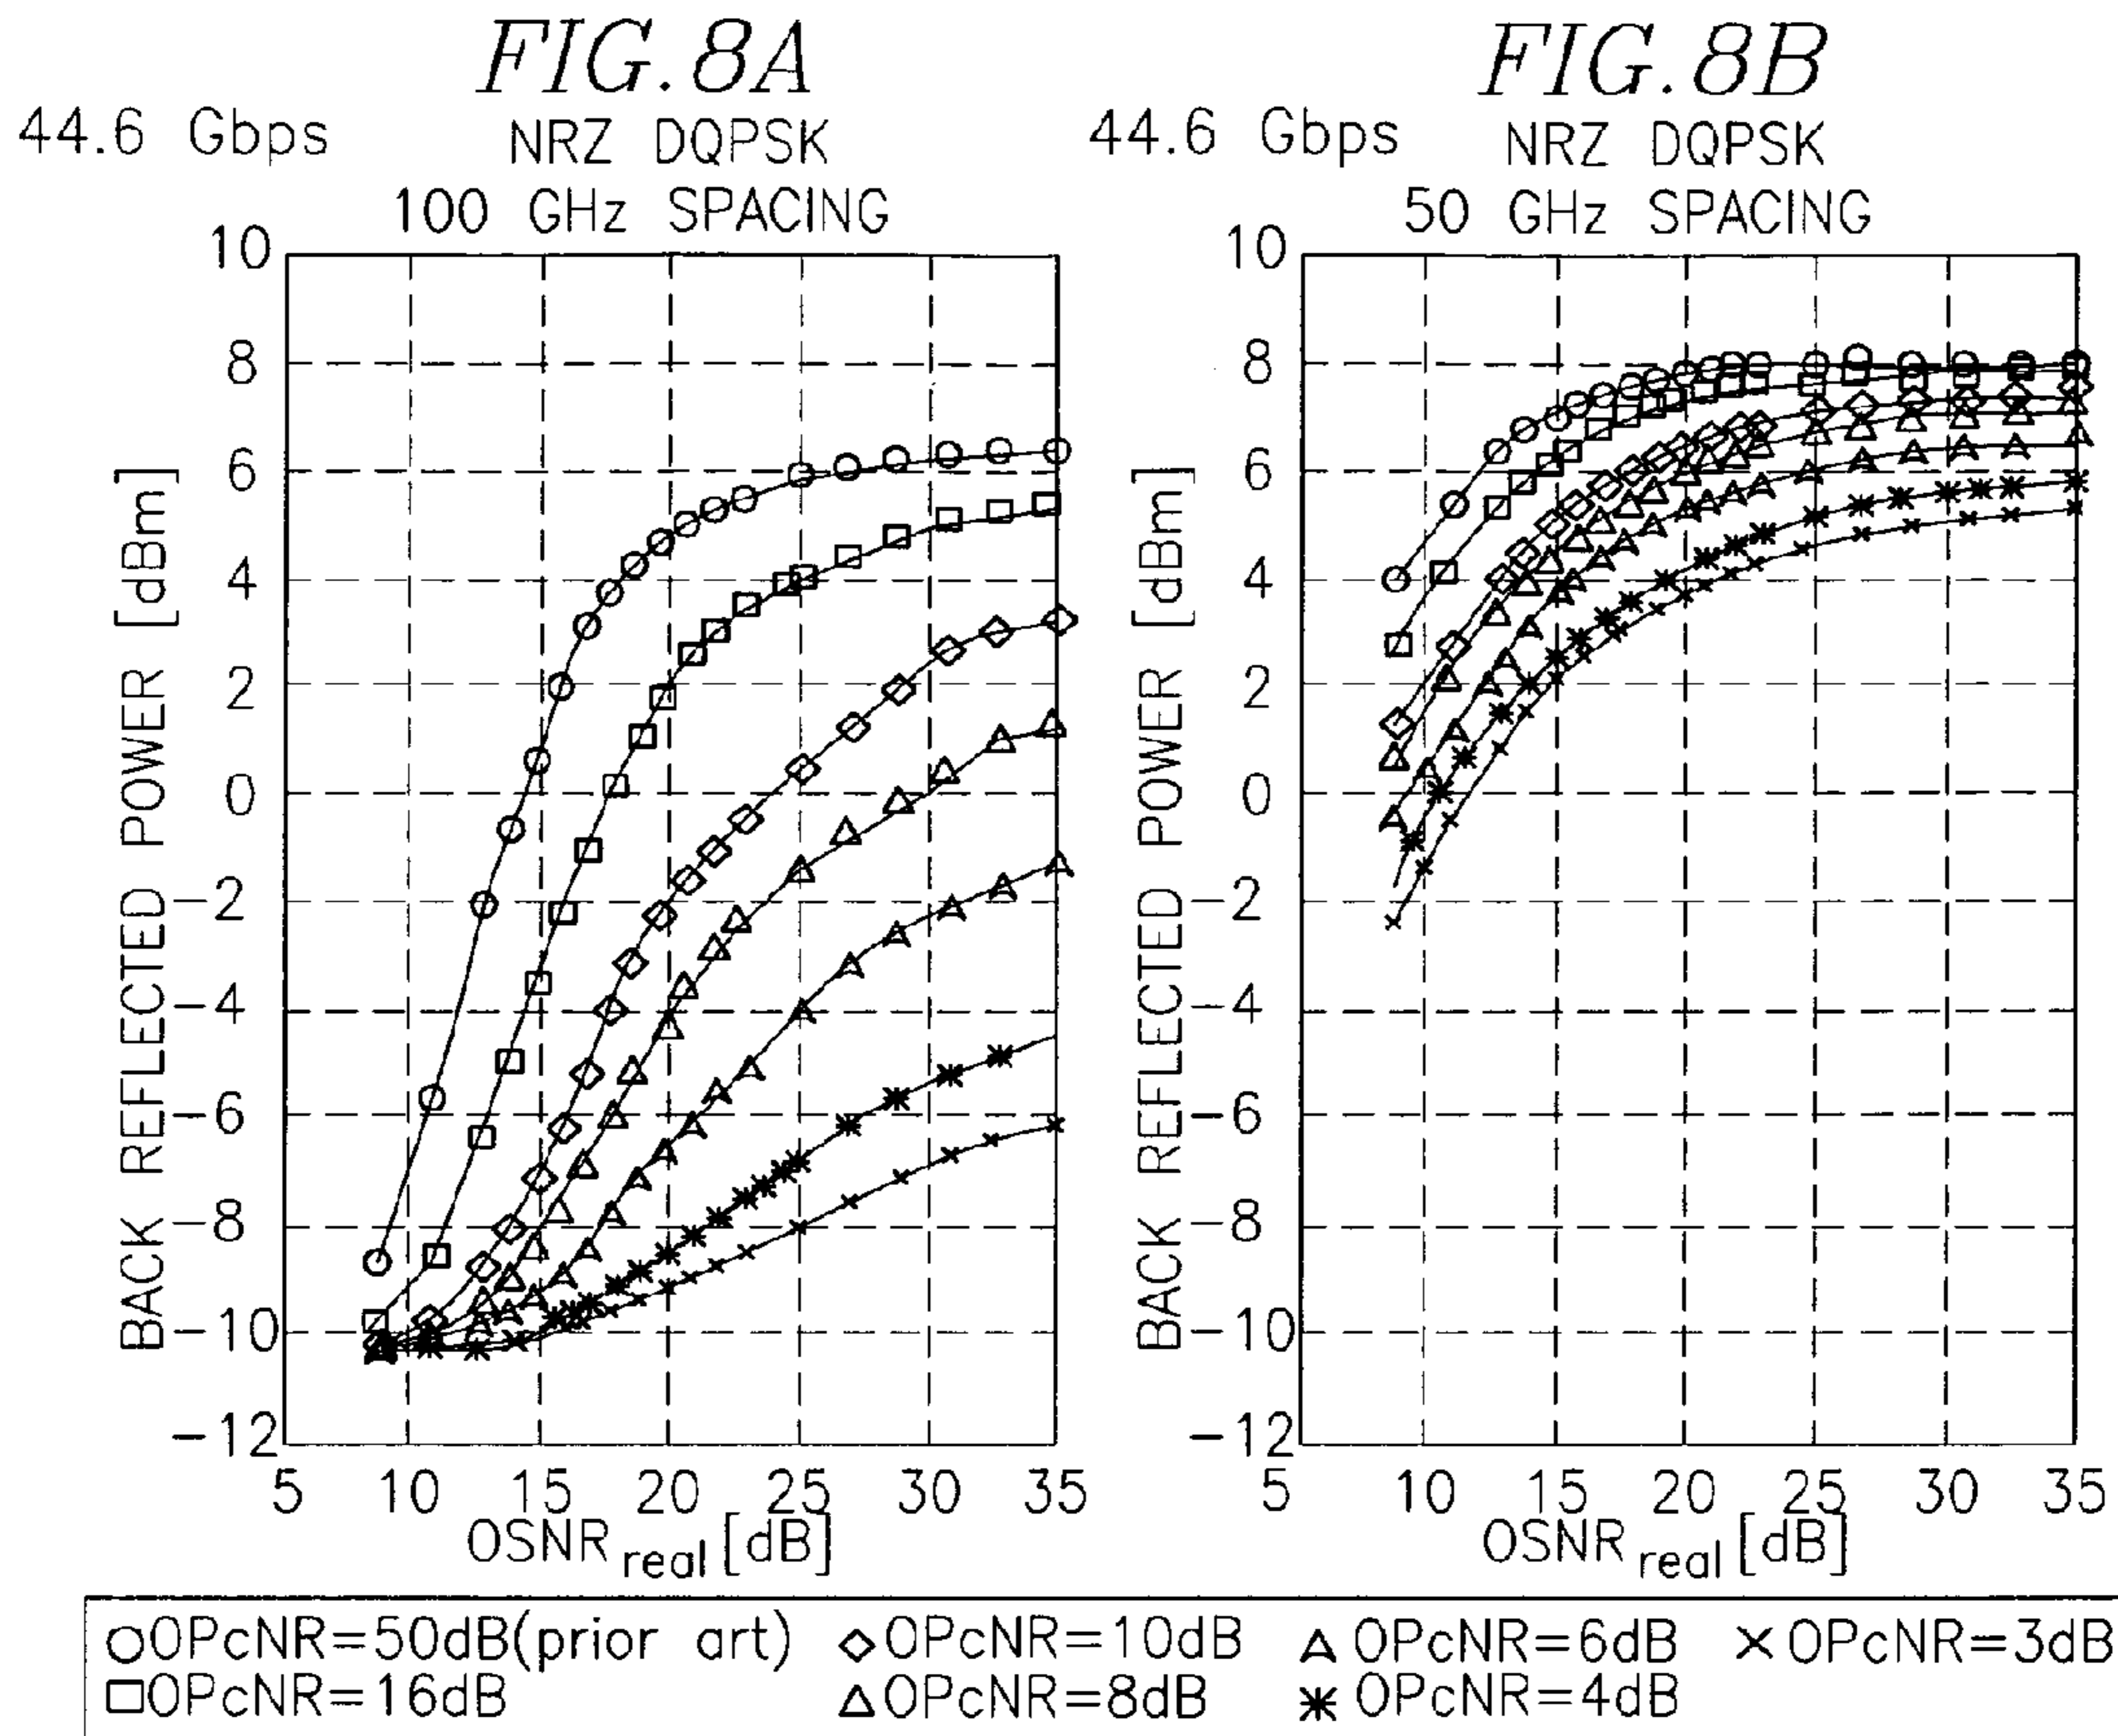 FIG.8A
44.6 Gbps
NRZ DQPSK
100 GHz SPACING
10
8
6
4
2
0
-2
-4
-6
-8
-10
-12
BACK REFLECTED POWER [dBm]
5 10 15 20 25 30 35
OSNR real [dB]
FIG.8B
44.6 Gbps
NRZ DQPSK
50 GHz SPACING
10
8
6
4
2
0
-2
-4
-6
-8
-10
-12
BACK REFLECTED POWER [dBm]
5 10 15 20 25 30 35
OSNR real [dB]
OPcNR=50dB(prior art) OPcNR=10dB OPcNR=6dB OPcNR=3dB
OPcNR=16dB OPcNR=8dB OPcNR=4dB